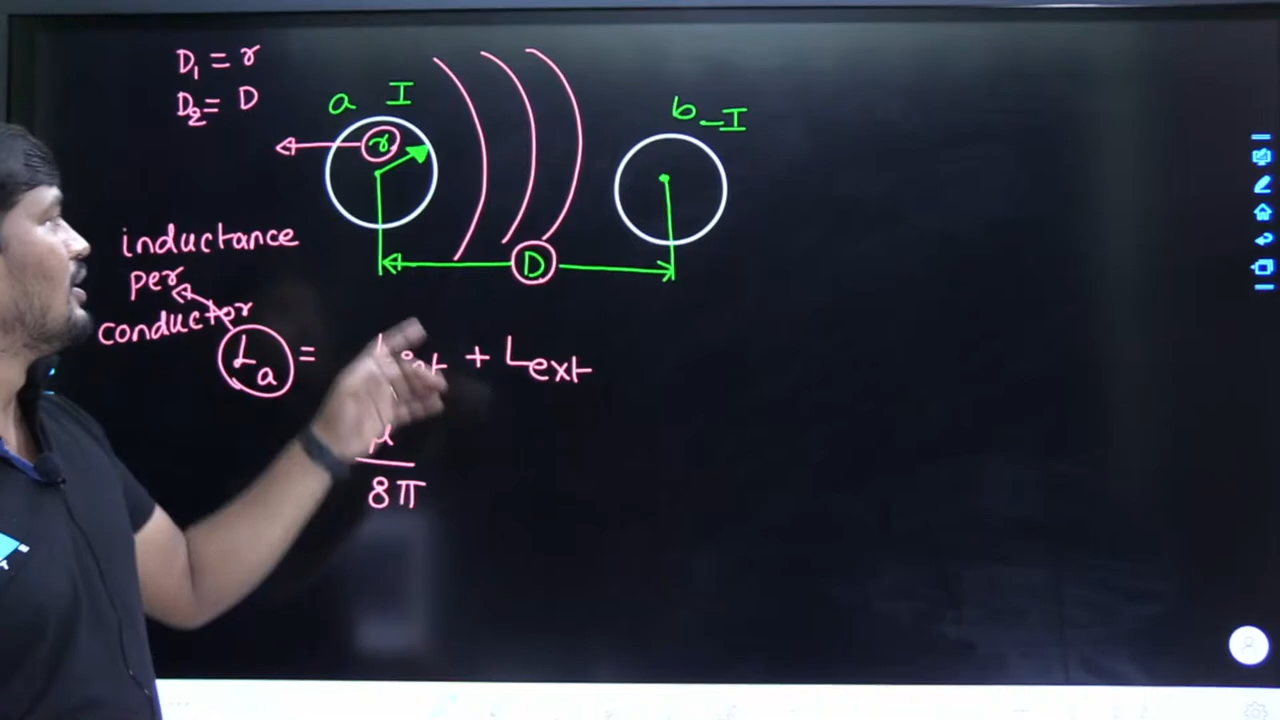 D₁ = r
D₂ = D
a I
b -I
r
D
inductance
per
conductor
Lₐ = + Lext
μ
8π